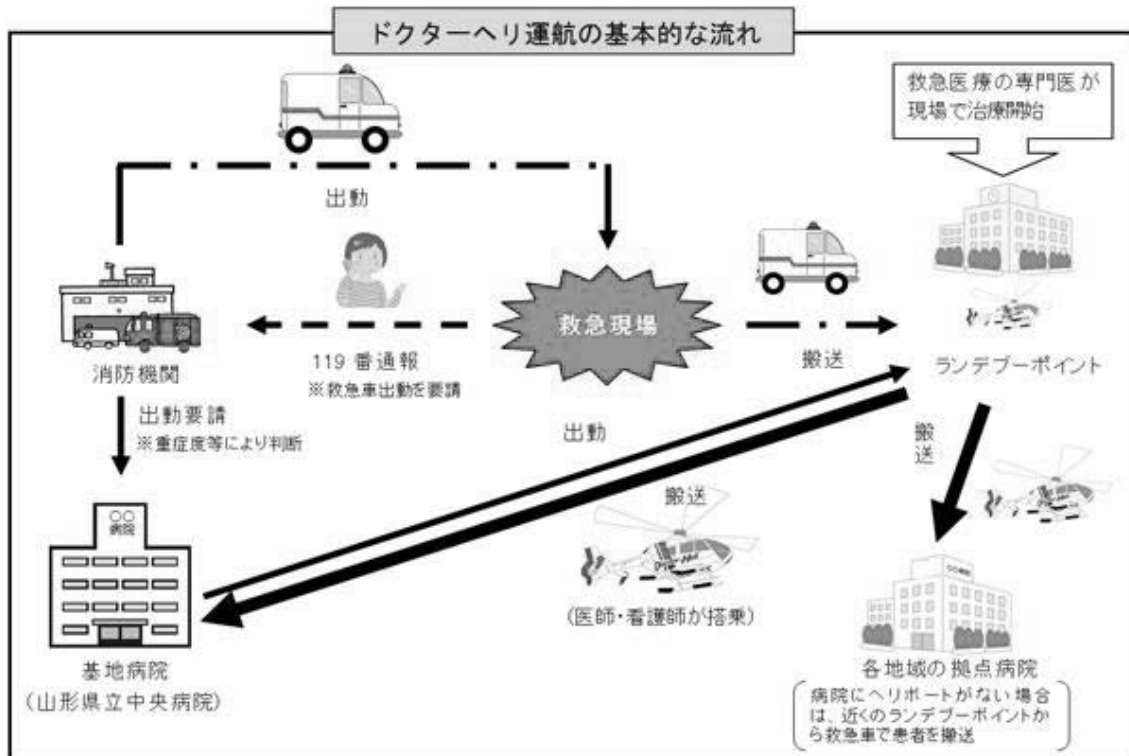 ドクターヘリ運航の基本的な流れ
救急医療の専門医が
現場で治療開始
出動
救急現場
搬送
ランデブーポイント
119番通報
※救急車出動を要請
消防機関
出動要請
※重症度等により判断
出動
搬送
(医師・看護師が搭乗)
搬送
○○
病院
基地病院
(山形県立中央病院)
各地域の拠点病院
病院にヘリポートがない場合
は、近くのランデブーポイントか
ら救急車で患者を搬送